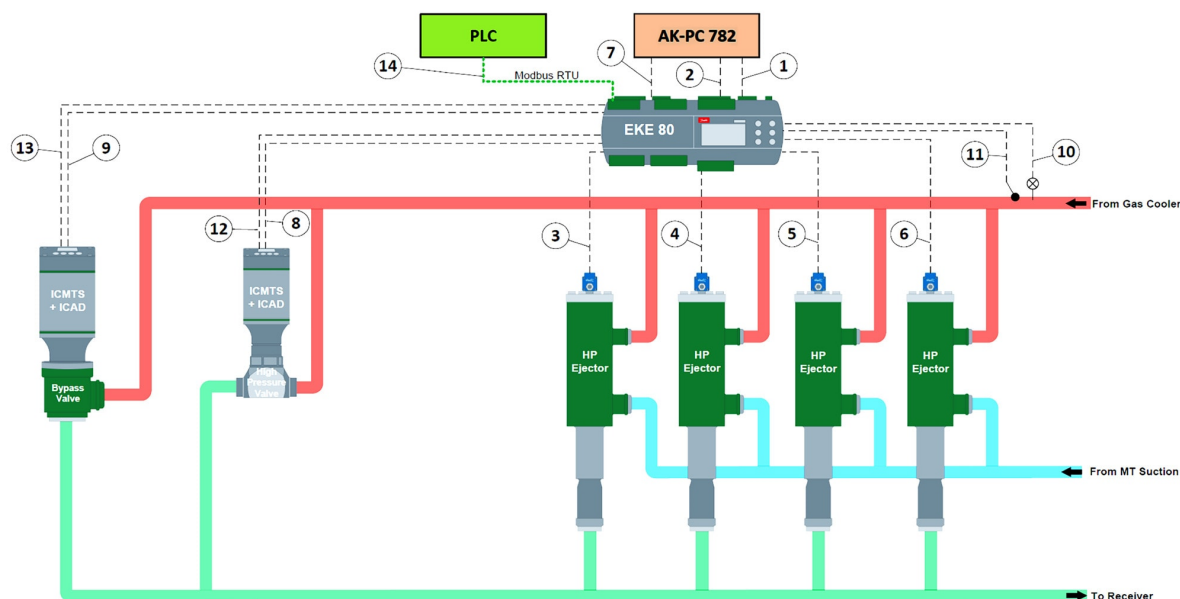 PLC
AK-PC 782
14
Modbus RTU
7
2
1
EKE 80
13
9
11
10
12
8
From Gas Cooler
3
4
5
6
ICMTS
+ ICAD
ICMTS
+ ICAD
HP
Ejector
HP
Ejector
HP
Ejector
HP
Ejector
Bypass
Valve
High
Pressure
Valve
From MT Suction
To Receiver